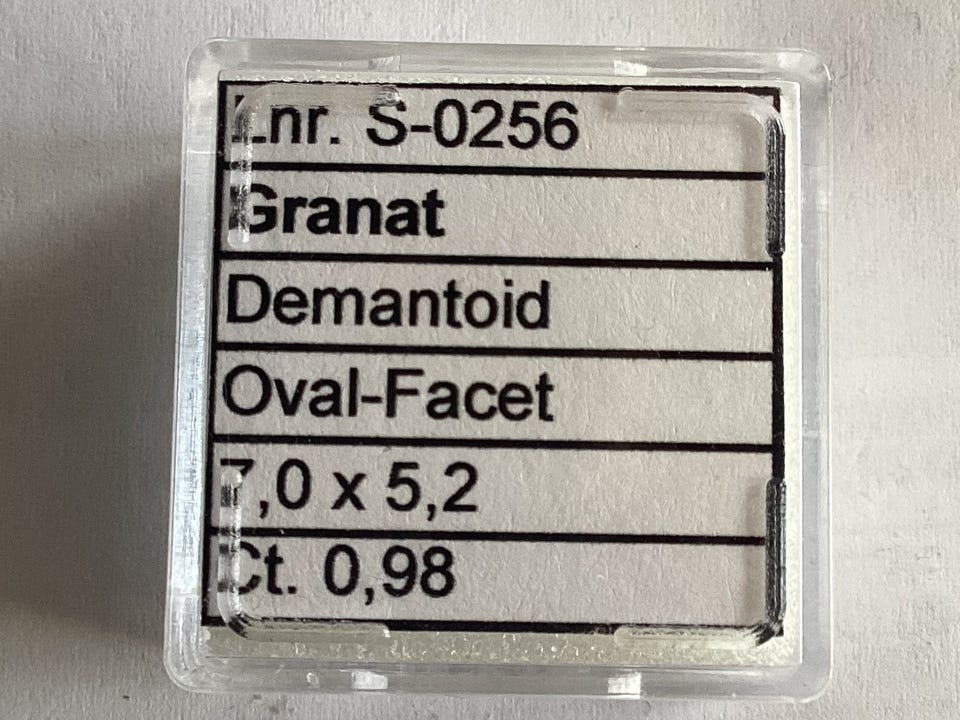 Lnr. S-0256
Granat
Demantoid
Oval-Facet
7,0 x 5,2
Ct. 0,98